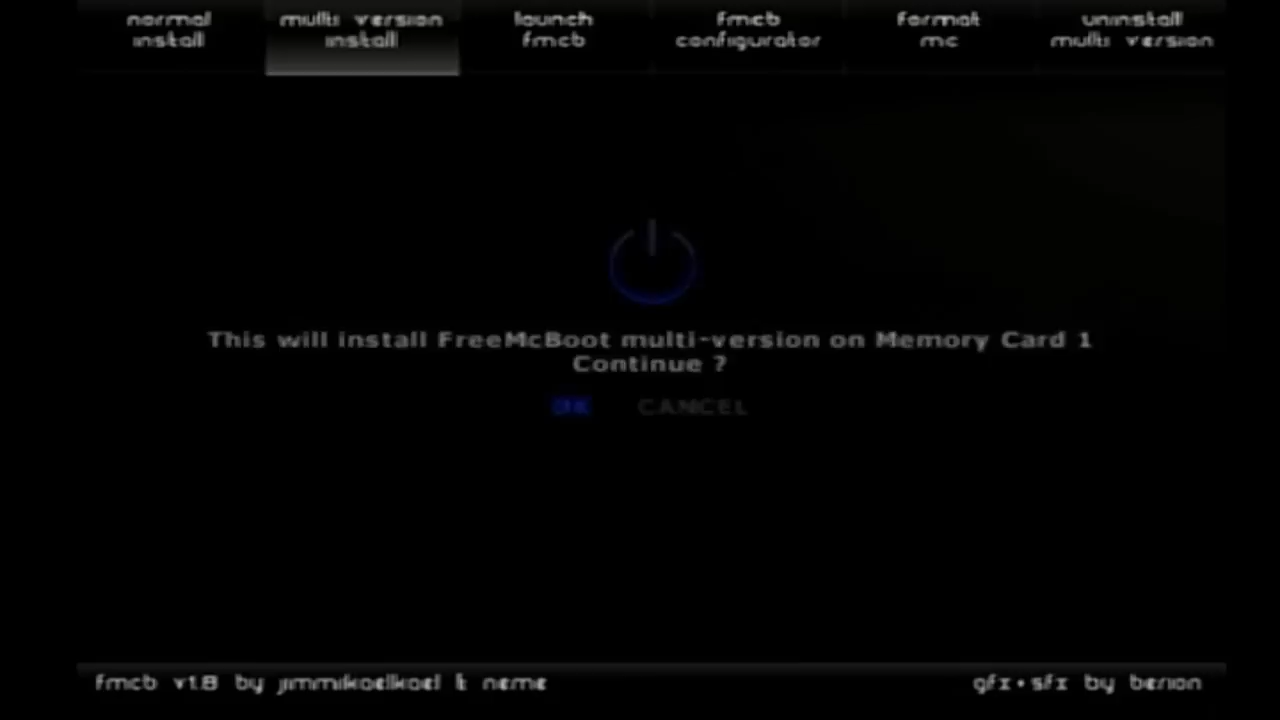 normal install
multi version install
launch fmcb
fmcb configurator
format mc
uninstall multi version
This will install FreeMcBoot multi-version on Memory Card 1
Continue ?
OK CANCEL
fmcb v1.8 by jimmikaelkael & neme
gfx•sfx by berion